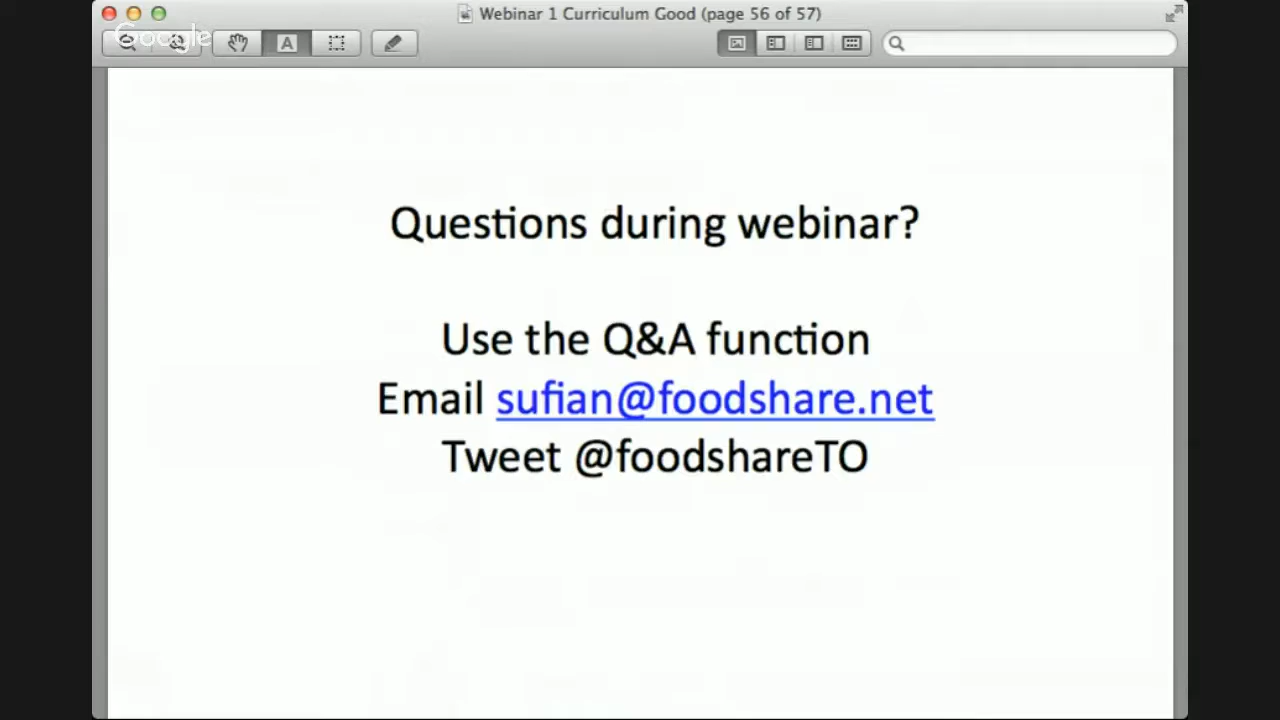 Webinar 1 Curriculum Good (page 56 of 57)
Google
A
Questions during webinar?
Use the Q&A function
Email sufian@foodshare.net
Tweet @foodshareTO